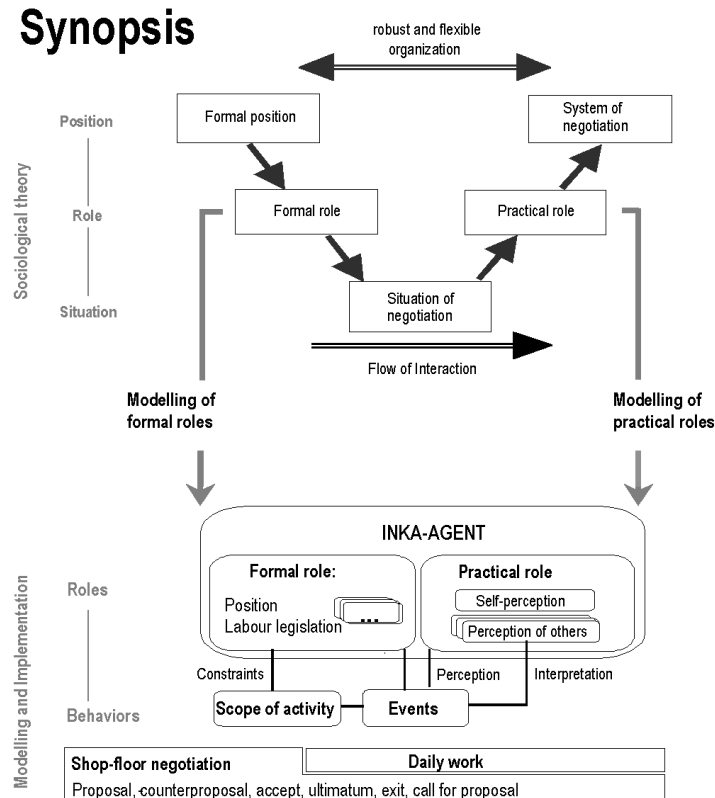 Synopsis
robust and flexible
organization
Position
Formal position
System of
negotiation
Sociological theory
Role
Formal role
Practical role
Situation
Situation of
negotiation
Flow of Interaction
Modelling of
formal roles
Modelling of
practical roles
INKA-AGENT
Modelling and Implementation
Roles
Formal role:
Position
Labour legislation
...
Practical role
Self-perception
Perception of others
Constraints
Perception
Interpretation
Behaviors
Scope of activity
Events
Shop-floor negotiation
Daily work
Proposal, counterproposal, accept, ultimatum, exit, call for proposal